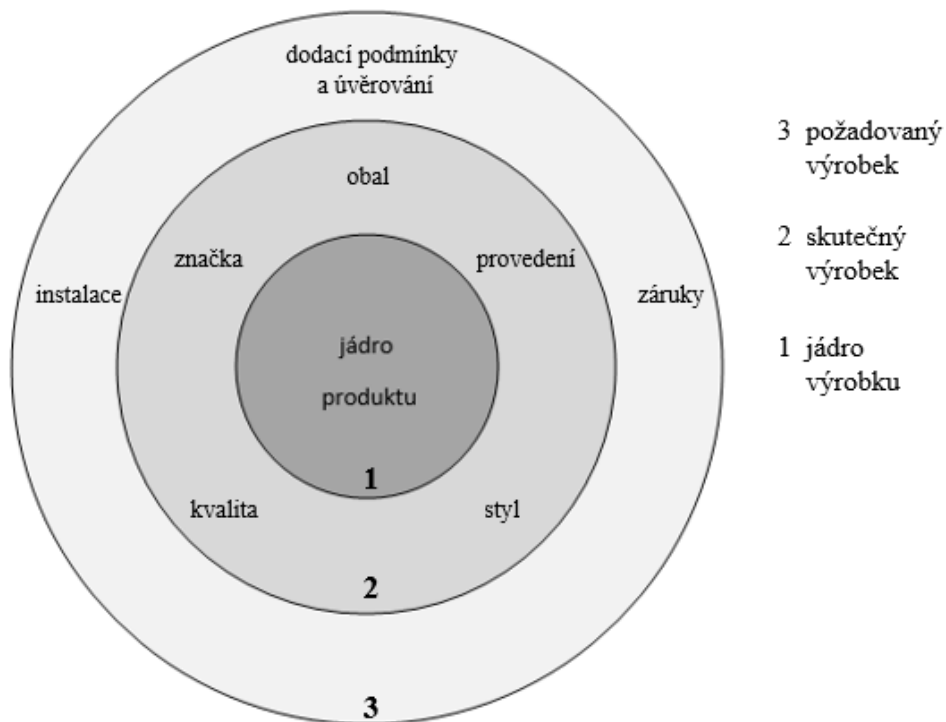 dodací podmínky
a úvěrování
obal
značka
provedení
instalace
záruky
jádro
produktu
1
kvalita
styl
2
3
3 požadovaný
výrobek
2 skutečný
výrobek
1 jádro
výrobku